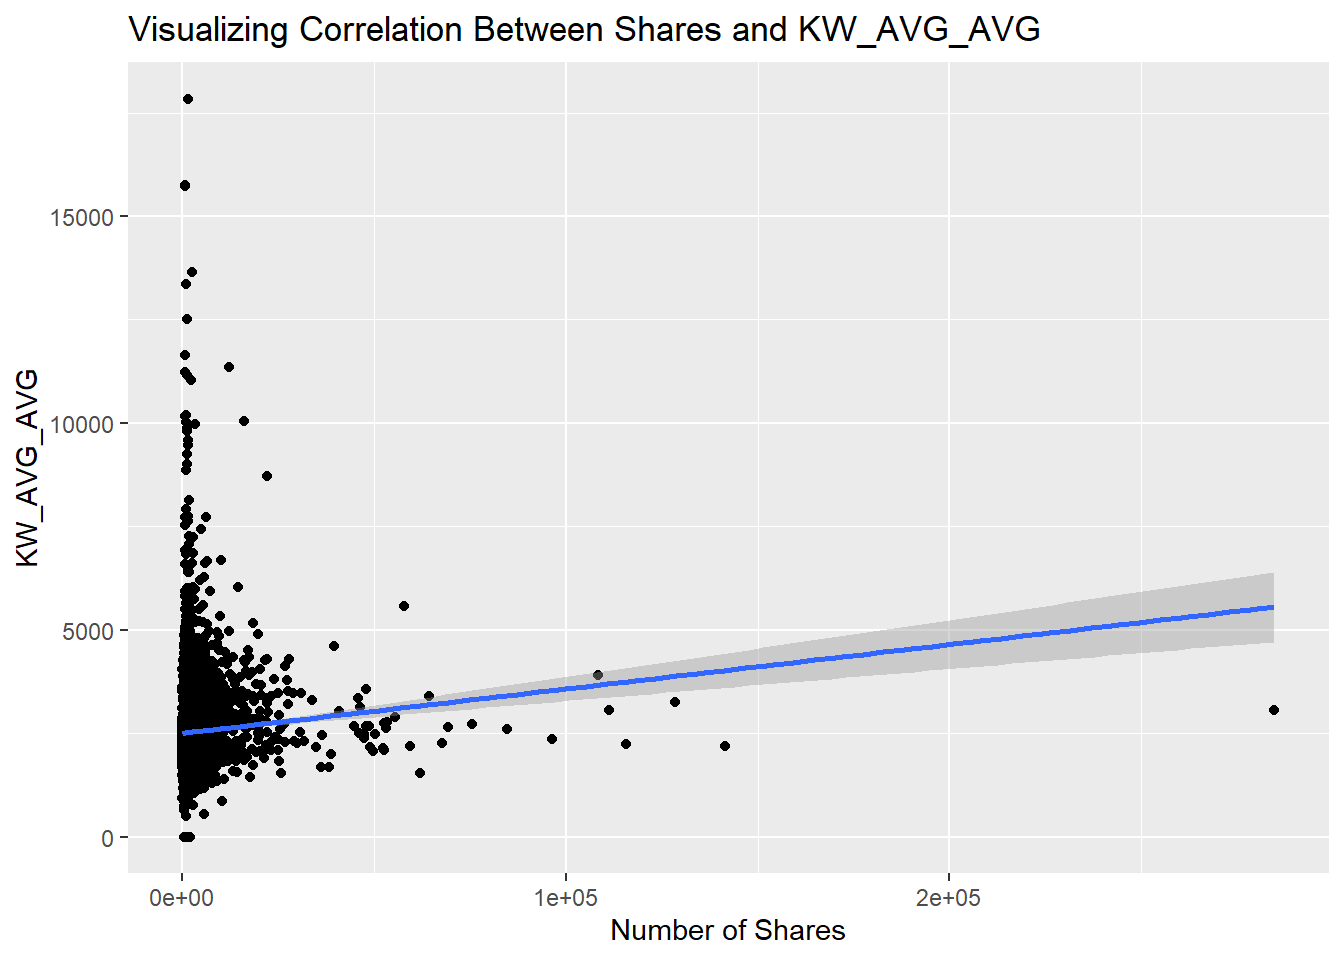 Visualizing Correlation Between Shares and KW_AVG_AVG
KW_AVG_AVG
15000
10000
5000
0
0e+00
1e+05
2e+05
Number of Shares